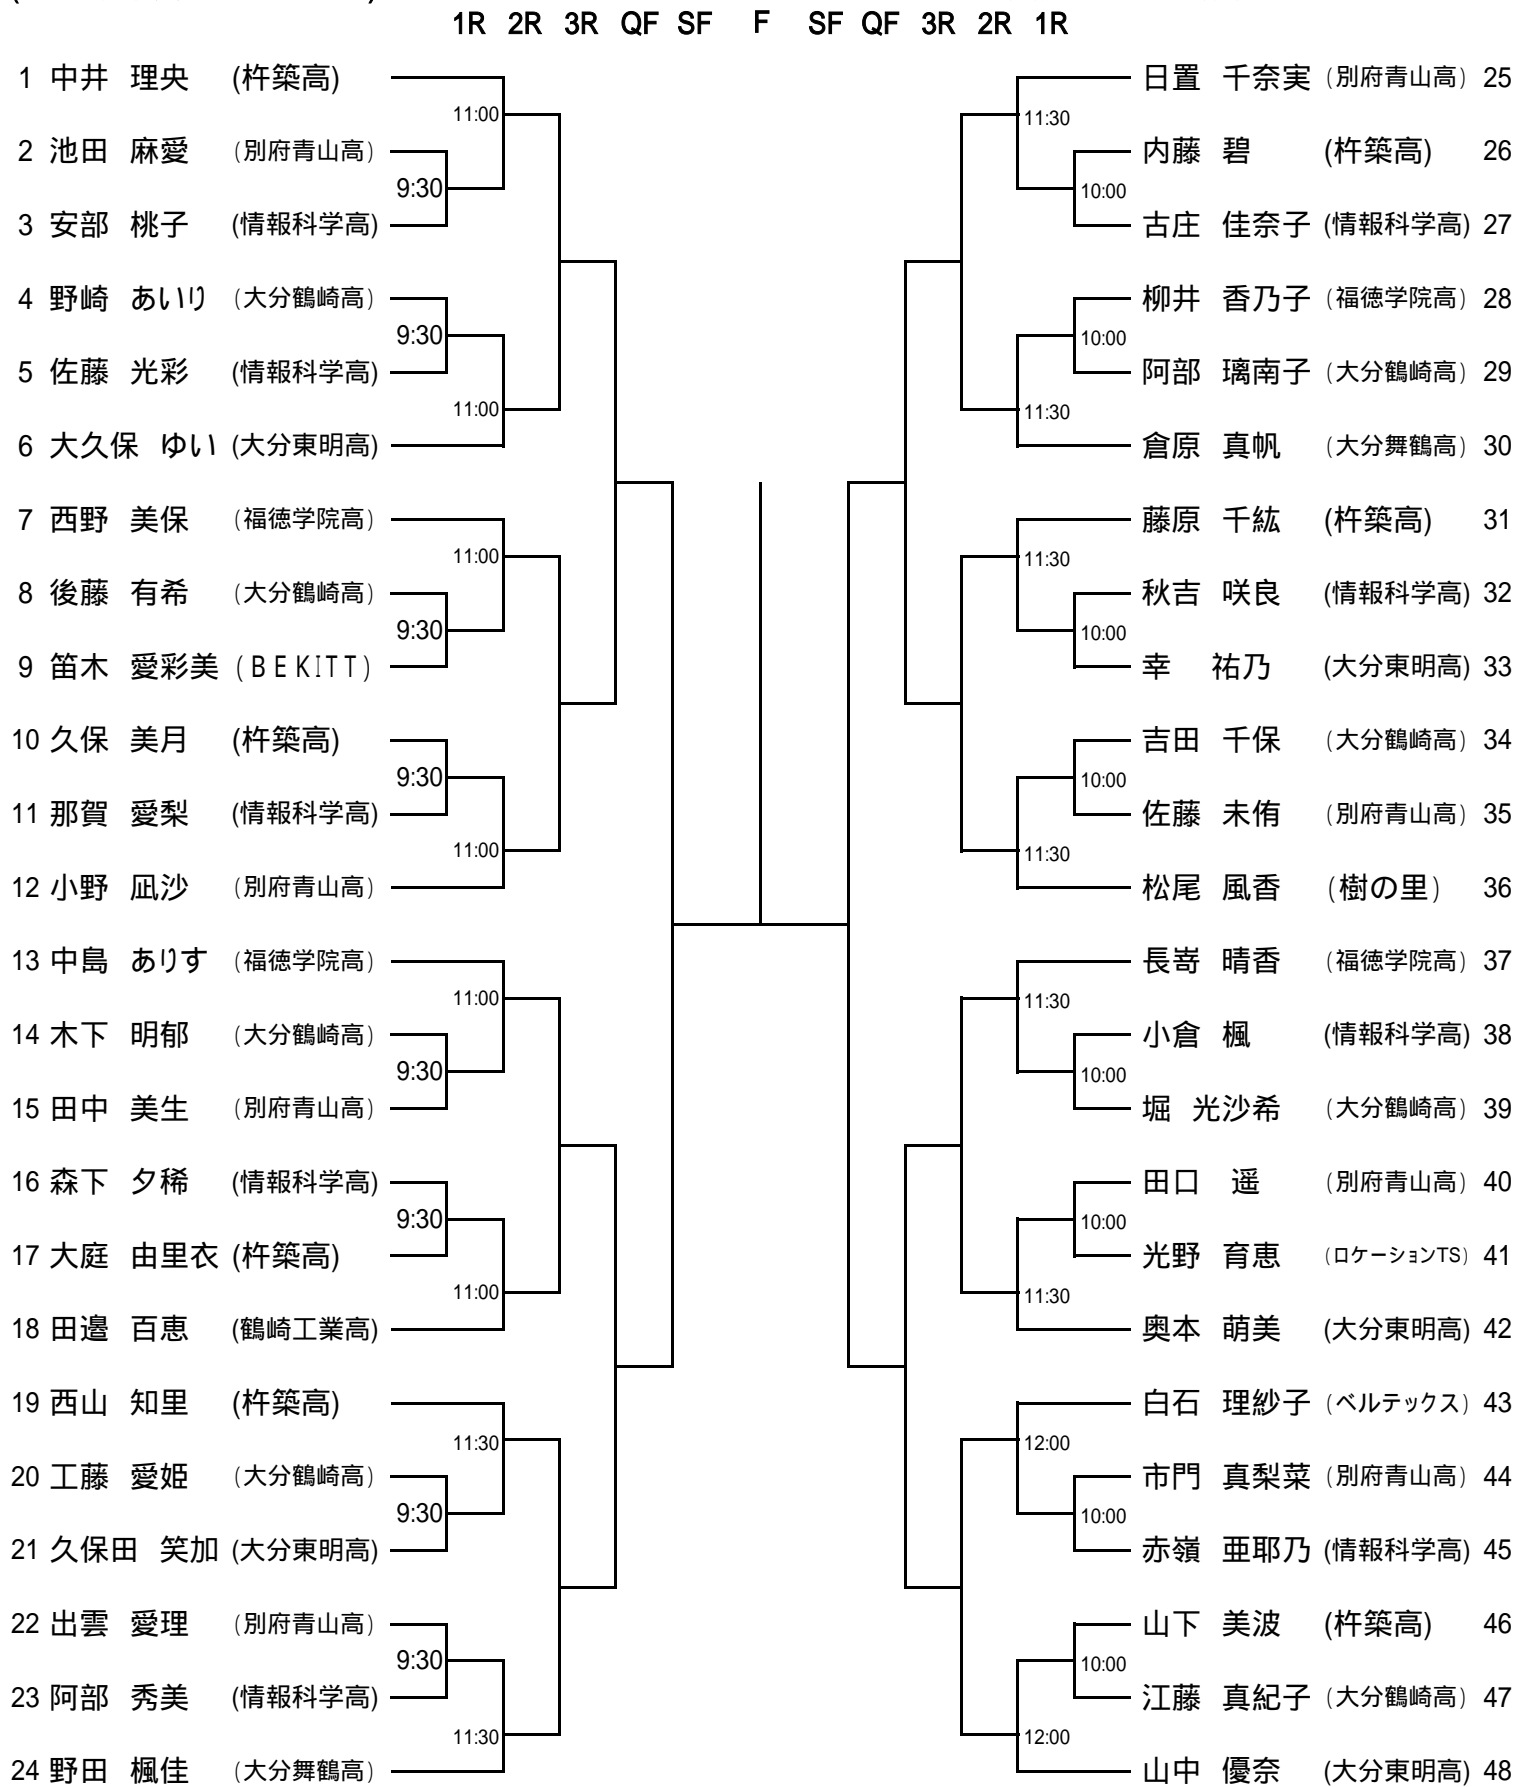 1R 2R 3R QF SF F SF QF 3R 2R 1R
1 中井 理央 (杵築高) 日置 千奈実 (別府青山高) 25
11:00 11:30
2 池田 麻愛 (別府青山高) 内藤 碧 (杵築高) 26
9:30 10:00
3 安部 桃子 (情報科学高) 古庄 佳奈子 (情報科学高) 27
4 野崎 あいり (大分鶴崎高) 柳井 香乃子 (福徳学院高) 28
9:30 10:00
5 佐藤 光彩 (情報科学高) 阿部 璃南子 (大分鶴崎高) 29
11:00 11:30
6 大久保 ゆい (大分東明高) 倉原 真帆 (大分舞鶴高) 30
7 西野 美保 (福徳学院高) 藤原 千紘 (杵築高) 31
11:00 11:30
8 後藤 有希 (大分鶴崎高) 秋吉 咲良 (情報科学高) 32
9:30 10:00
9 笛木 愛彩美 (BEKITT) 幸 祐乃 (大分東明高) 33
10 久保 美月 (杵築高) 吉田 千保 (大分鶴崎高) 34
9:30 10:00
11 那賀 愛梨 (情報科学高) 佐藤 未侑 (別府青山高) 35
11:00 11:30
12 小野 凪沙 (別府青山高) 松尾 風香 (樹の里) 36
13 中島 ありす (福徳学院高) 長嵜 晴香 (福徳学院高) 37
11:00 11:30
14 木下 明郁 (大分鶴崎高) 小倉 楓 (情報科学高) 38
9:30 10:00
15 田中 美生 (別府青山高) 堀 光沙希 (大分鶴崎高) 39
16 森下 夕稀 (情報科学高) 田口 遥 (別府青山高) 40
9:30 10:00
17 大庭 由里衣 (杵築高) 光野 育恵 (ロケーションTS) 41
11:00 11:30
18 田邉 百恵 (鶴崎工業高) 奥本 萌美 (大分東明高) 42
19 西山 知里 (杵築高) 白石 理紗子 (ベルテックス) 43
11:30 12:00
20 工藤 愛姫 (大分鶴崎高) 市門 真梨菜 (別府青山高) 44
9:30 10:00
21 久保田 笑加 (大分東明高) 赤嶺 亜耶乃 (情報科学高) 45
22 出雲 愛理 (別府青山高) 山下 美波 (杵築高) 46
9:30 10:00
23 阿部 秀美 (情報科学高) 江藤 真紀子 (大分鶴崎高) 47
11:30 12:00
24 野田 楓佳 (大分舞鶴高) 山中 優奈 (大分東明高) 48